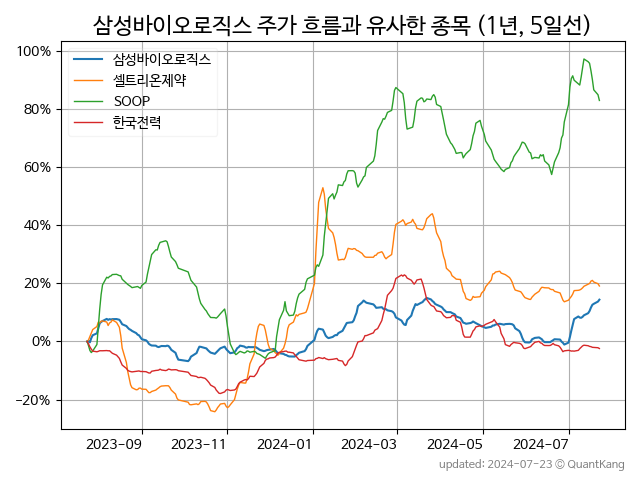 삼성바이오로직스 주가 흐름과 유사한 종목 (1년, 5일선)
삼성바이오로직스
셀트리온제약
SOOP
한국전력
100%
80%
60%
40%
20%
0%
−20%
2023−09 2023−11 2024−01 2024−03 2024−05 2024−07
updated: 2024-07-23 © QuantKang